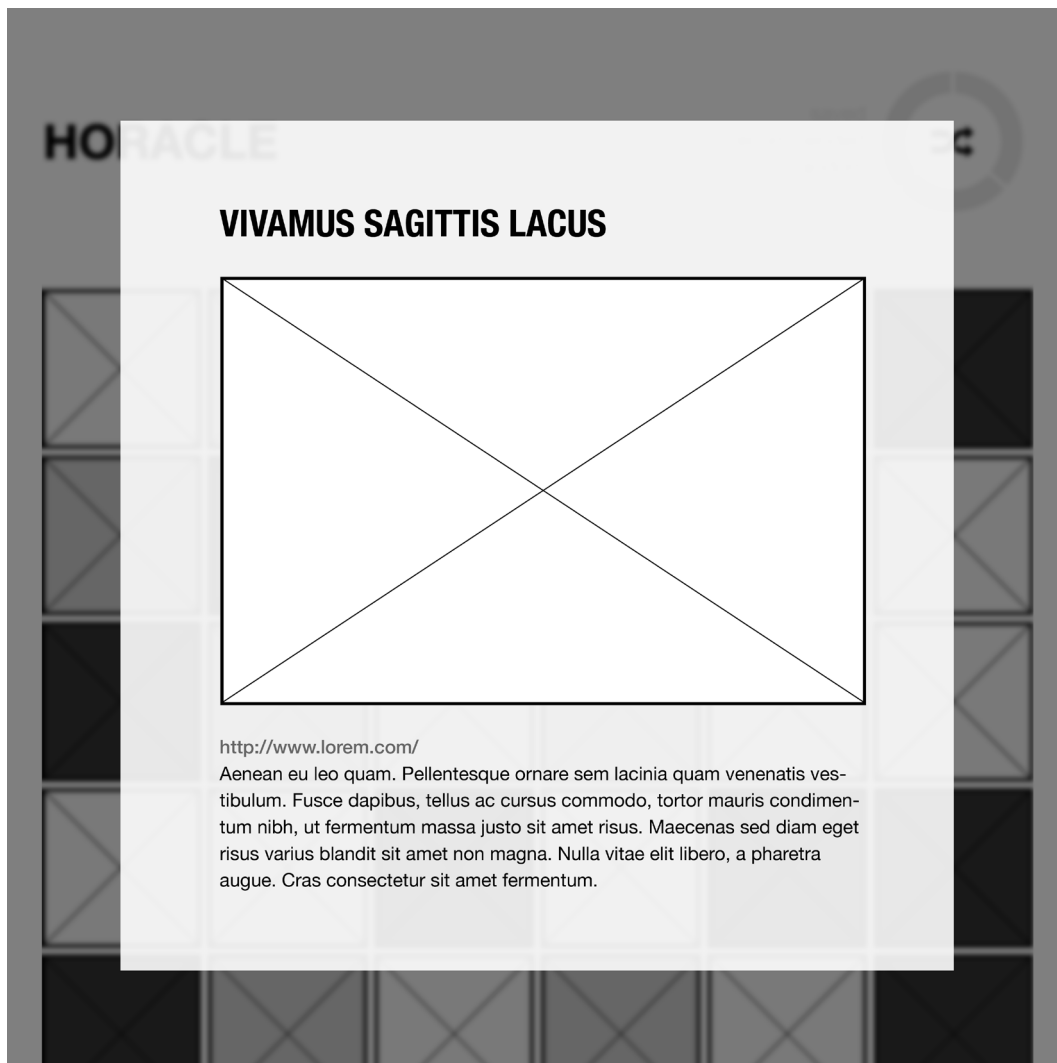 HORACLE
VIVAMUS SAGITTIS LACUS
http://www.lorem.com/
Aenean eu leo quam. Pellentesque ornare sem lacinia quam venenatis ves-
tibulum. Fusce dapibus, tellus ac cursus commodo, tortor mauris condimen-
tum nibh, ut fermentum massa justo sit amet risus. Maecenas sed diam eget
risus varius blandit sit amet non magna. Nulla vitae elit libero, a pharetra
augue. Cras consectetur sit amet fermentum.